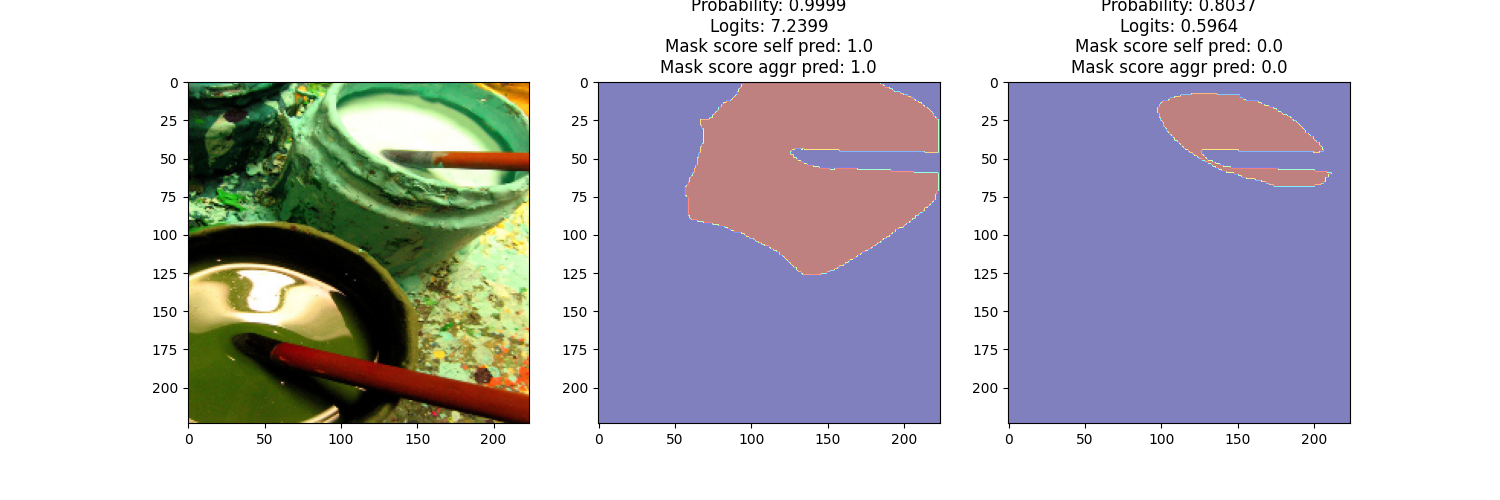 Probability: 0.9999
Logits: 7.2399
Mask score self pred: 1.0
Mask score aggr pred: 1.0
Probability: 0.8037
Logits: 0.5964
Mask score self pred: 0.0
Mask score aggr pred: 0.0
0
25
50
75
100
125
150
175
200
0 50 100 150 200
0
25
50
75
100
125
150
175
200
0 50 100 150 200
0
25
50
75
100
125
150
175
200
0 50 100 150 200